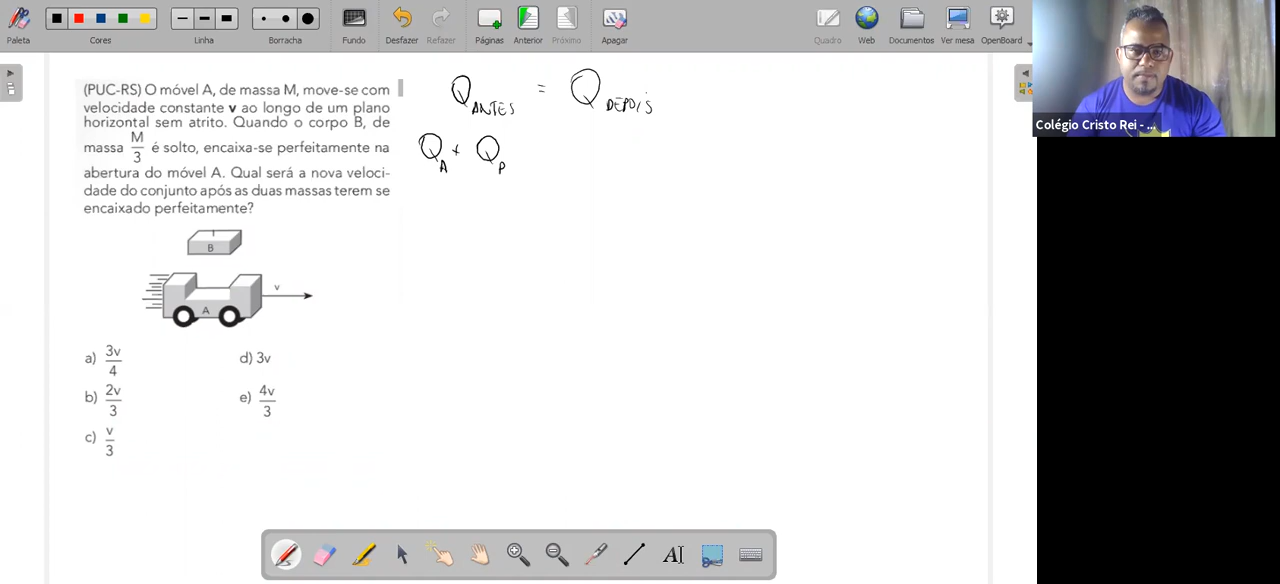 Paleta
Cores
Linha
Borracha
Fundo
Desfazer
Refazer
Páginas
Anterior
Próximo
Apagar
Quadro
Web
Documentos
Ver mesa
OpenBoard
Colégio Cristo Rei - ...
(PUC-RS) O móvel A, de massa M, move-se com
velocidade constante v ao longo de um plano
horizontal sem atrito. Quando o corpo B, de
massa M/3 é solto, encaixa-se perfeitamente na
abertura do móvel A. Qual será a nova veloci-
dade do conjunto após as duas massas terem se
encaixado perfeitamente?
B
v
A
a) 3v/4
b) 2v/3
c) v/3
d) 3v
e) 4v/3
Q ANTES = Q DEPOIS
Q A + Q P
A